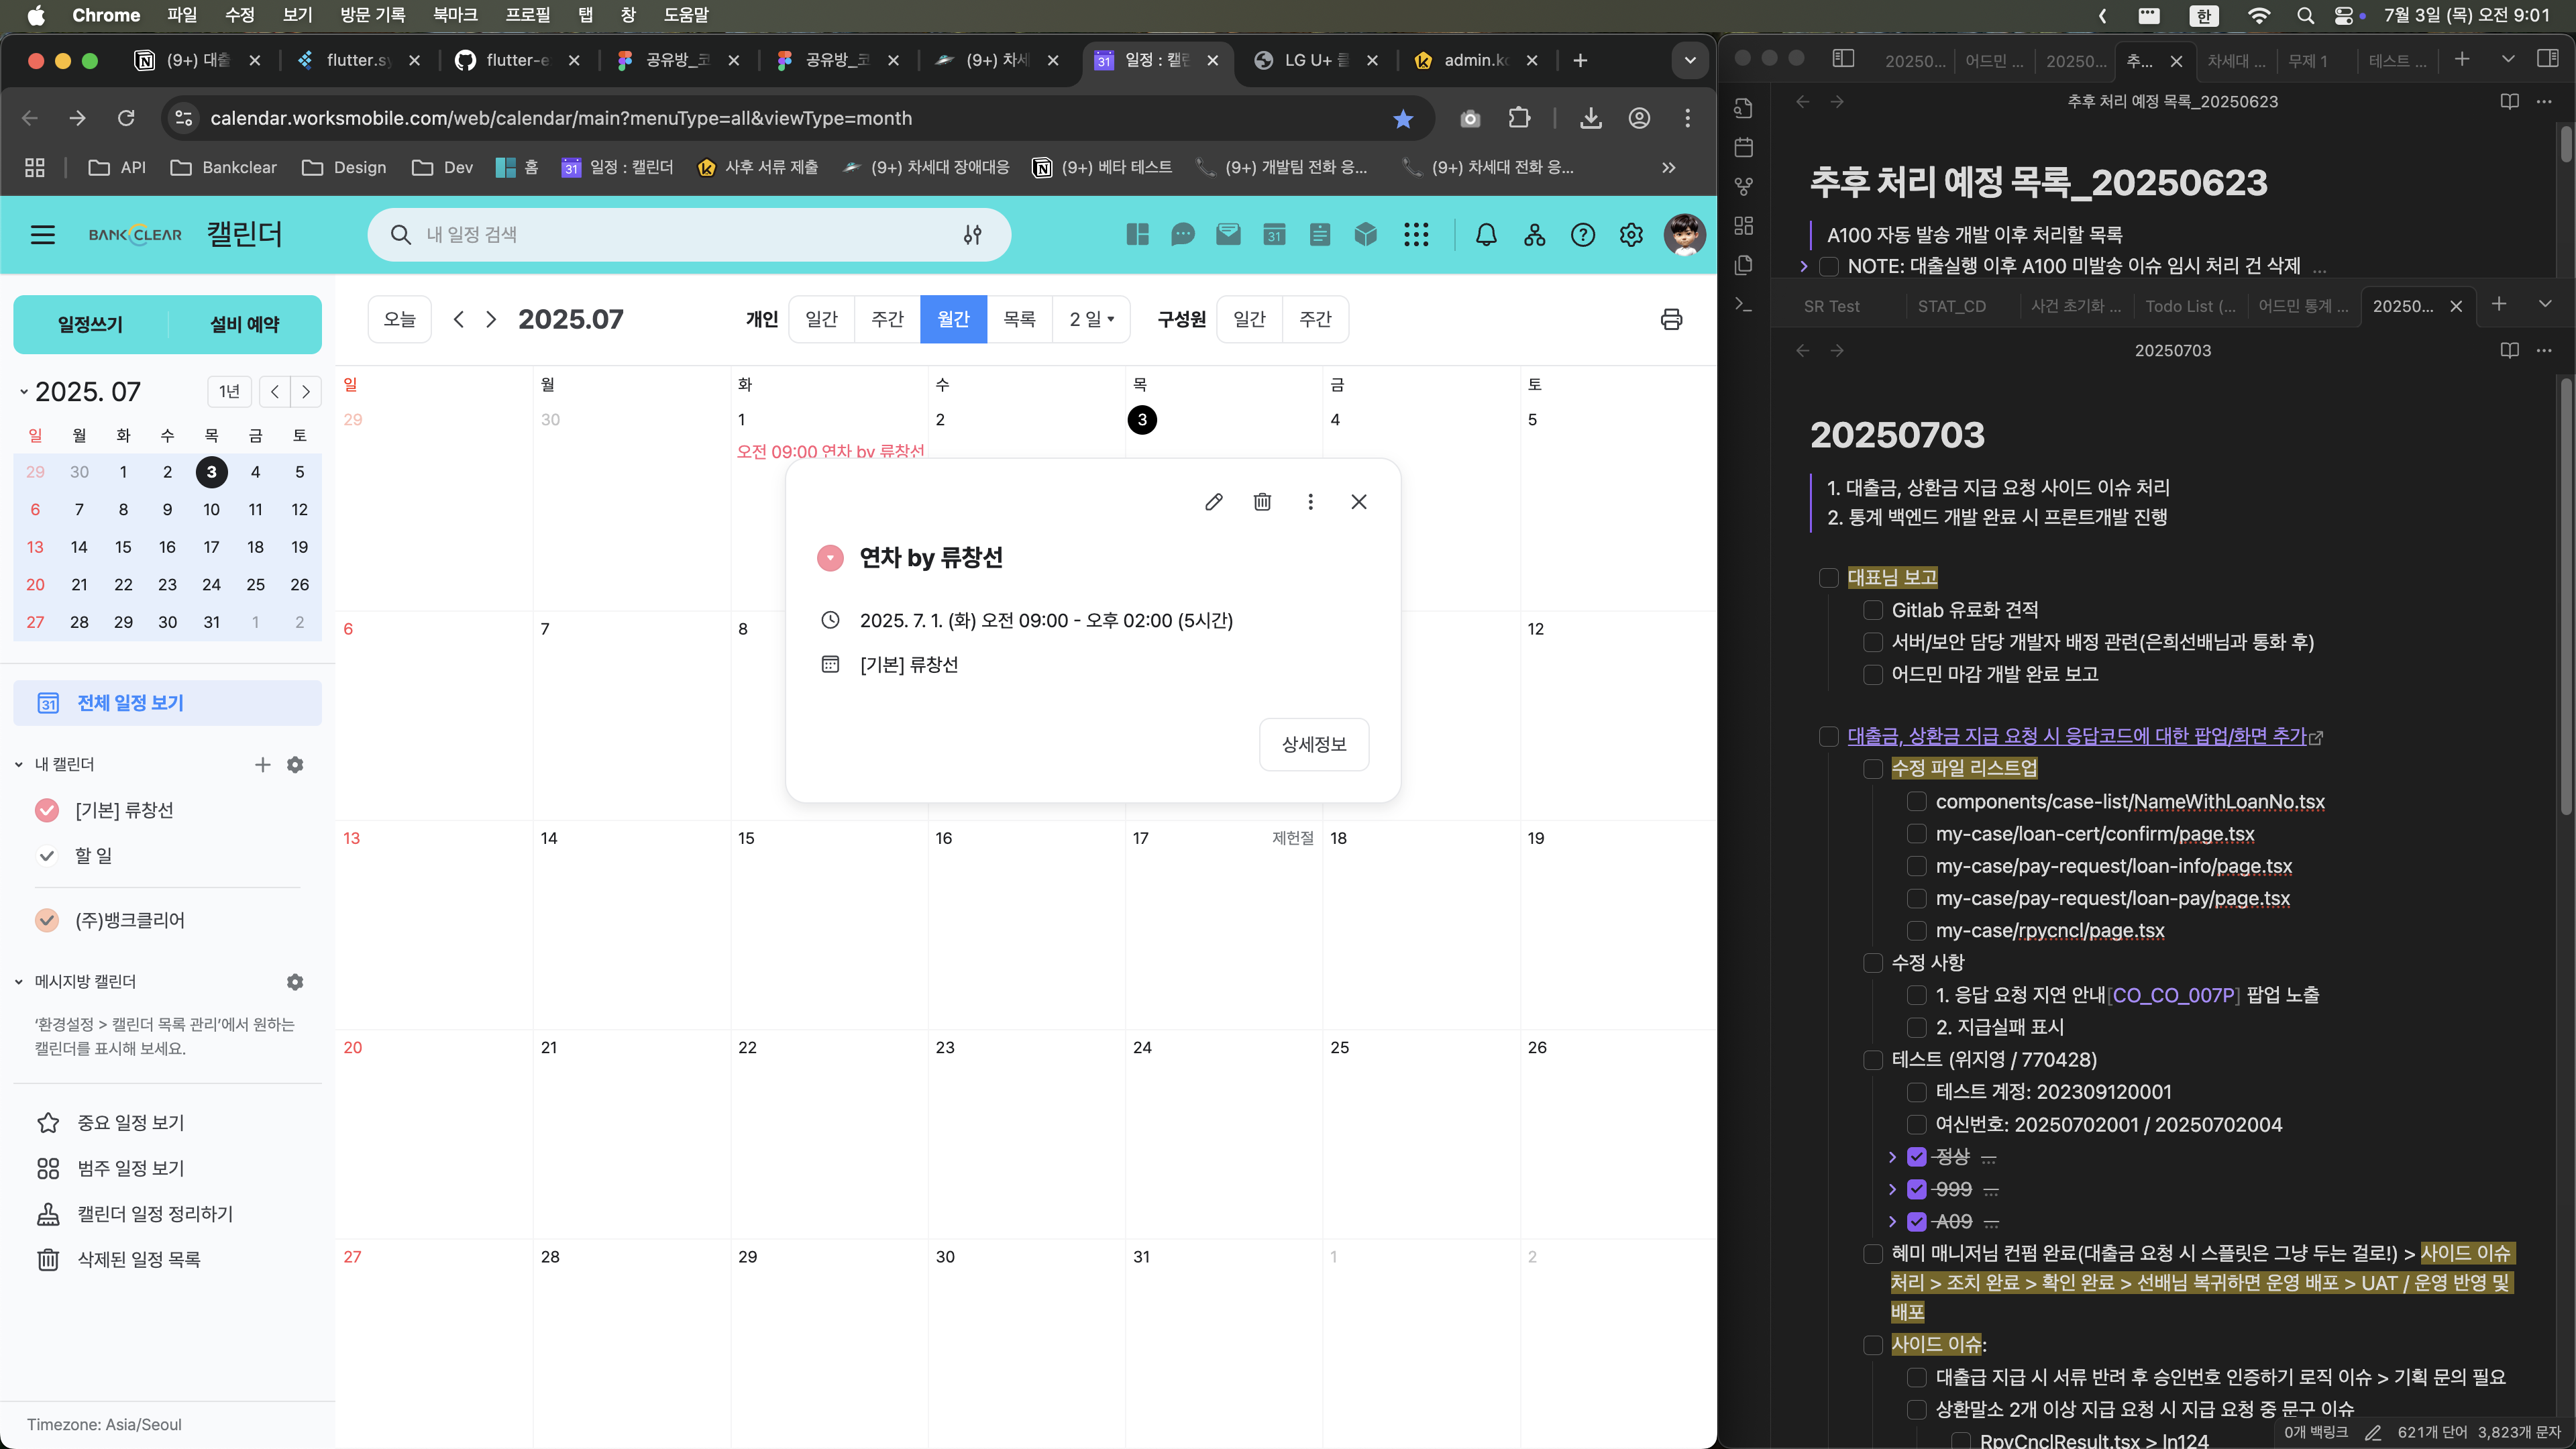 Chrome 파일 수정 보기 방문 기록 북마크 프로필 탭 창 도움말
한 7월 3일 (목) 오전 9:01
(9+) 대출 flutter.sy flutter-e 공유방_코 공유방_코 (9+) 차세 일정 : 캘린 LG U+ 클 admin.ko
calendar.worksmobile.com/web/calendar/main?menuType=all&viewType=month
API Bankclear Design Dev 홈 일정 : 캘린더 사후 서류 제출 (9+) 차세대 장애대응 (9+) 베타 테스트 (9+) 개발팀 전화 응... (9+) 차세대 전화 응...
BANKCLEAR 캘린더
내 일정 검색
31
일정쓰기 설비 예약
오늘 2025.07 개인 일간 주간 월간 목록 2 일 구성원 일간 주간
2025. 07 1년
일 월 화 수 목 금 토
29 30 1 2 3 4 5
6 7 8 9 10 11 12
13 14 15 16 17 18 19
20 21 22 23 24 25 26
27 28 29 30 31 1 2
전체 일정 보기
내 캘린더
[기본] 류창선
할 일
(주)뱅크클리어
메시지방 캘린더
‘환경설정 > 캘린더 목록 관리’에서 원하는
캘린더를 표시해 보세요.
중요 일정 보기
범주 일정 보기
캘린더 일정 정리하기
삭제된 일정 목록
Timezone: Asia/Seoul
일 월 화 수 목 금 토
29 30 1 2 3 4 5
오전 09:00 연차 by 류창선
연차 by 류창선
2025. 7. 1. (화) 오전 09:00 - 오후 02:00 (5시간)
[기본] 류창선
상세정보
6 7 8 12
13 14 15 16 17 제헌절 18 19
20 21 22 23 24 25 26
27 28 29 30 31 1 2
20250... 어드민 ... 20250... 추... 차세대 ... 무제 1 테스트 ...
추후 처리 예정 목록_20250623
추후 처리 예정 목록_20250623
A100 자동 발송 개발 이후 처리할 목록
NOTE: 대출실행 이후 A100 미발송 이슈 임시 처리 건 삭제 ...
SR Test STAT_CD 사건 초기화 ... Todo List (... 어드민 통계 ... 20250...
20250703
20250703
1. 대출금, 상환금 지급 요청 사이드 이슈 처리
2. 통계 백엔드 개발 완료 시 프론트개발 진행
대표님 보고
Gitlab 유료화 견적
서버/보안 담당 개발자 배정 관련(은희선배님과 통화 후)
어드민 마감 개발 완료 보고
대출금, 상환금 지급 요청 시 응답코드에 대한 팝업/화면 추가
수정 파일 리스트업
components/case-list/NameWithLoanNo.tsx
my-case/loan-cert/confirm/page.tsx
my-case/pay-request/loan-info/page.tsx
my-case/pay-request/loan-pay/page.tsx
my-case/rpycncl/page.tsx
수정 사항
1. 응답 요청 지연 안내[CO_CO_007P] 팝업 노출
2. 지급실패 표시
테스트 (위지영 / 770428)
테스트 계정: 202309120001
여신번호: 20250702001 / 20250702004
정상 ...
999 ...
A09 ...
혜미 매니저님 컨펌 완료(대출금 요청 시 스플릿은 그냥 두는 걸로!) > 사이드 이슈
처리 > 조치 완료 > 확인 완료 > 선배님 복귀하면 운영 배포 > UAT / 운영 반영 및
배포
사이드 이슈:
대출급 지급 시 서류 반려 후 승인번호 인증하기 로직 이슈 > 기획 문의 필요
상환말소 2개 이상 지급 요청 시 지급 요청 중 문구 이슈
RpyCnclResult.tsx > ln124
0개 백링크 621개 단어 3,823개 문자